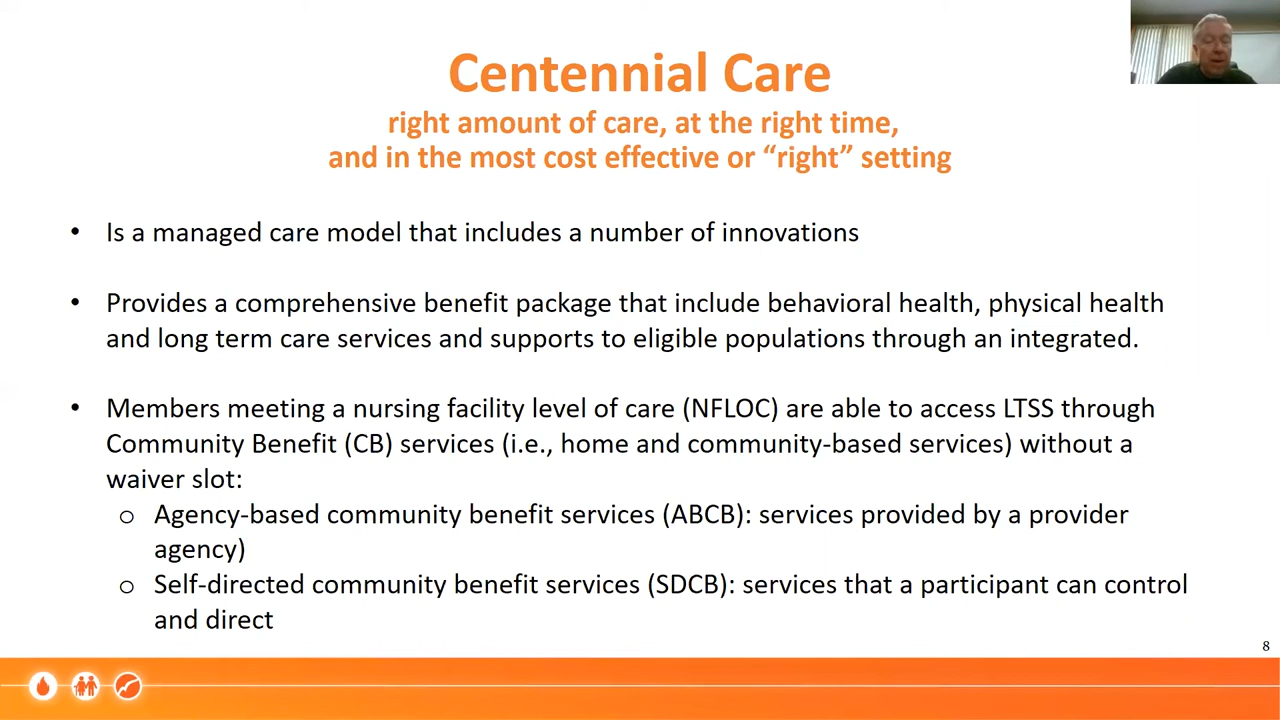 Centennial Care
right amount of care, at the right time,
and in the most cost effective or “right” setting
• Is a managed care model that includes a number of innovations
• Provides a comprehensive benefit package that include behavioral health, physical health
and long term care services and supports to eligible populations through an integrated.
• Members meeting a nursing facility level of care (NFLOC) are able to access LTSS through
Community Benefit (CB) services (i.e., home and community-based services) without a
waiver slot:
o Agency-based community benefit services (ABCB): services provided by a provider
agency)
o Self-directed community benefit services (SDCB): services that a participant can control
and direct
8